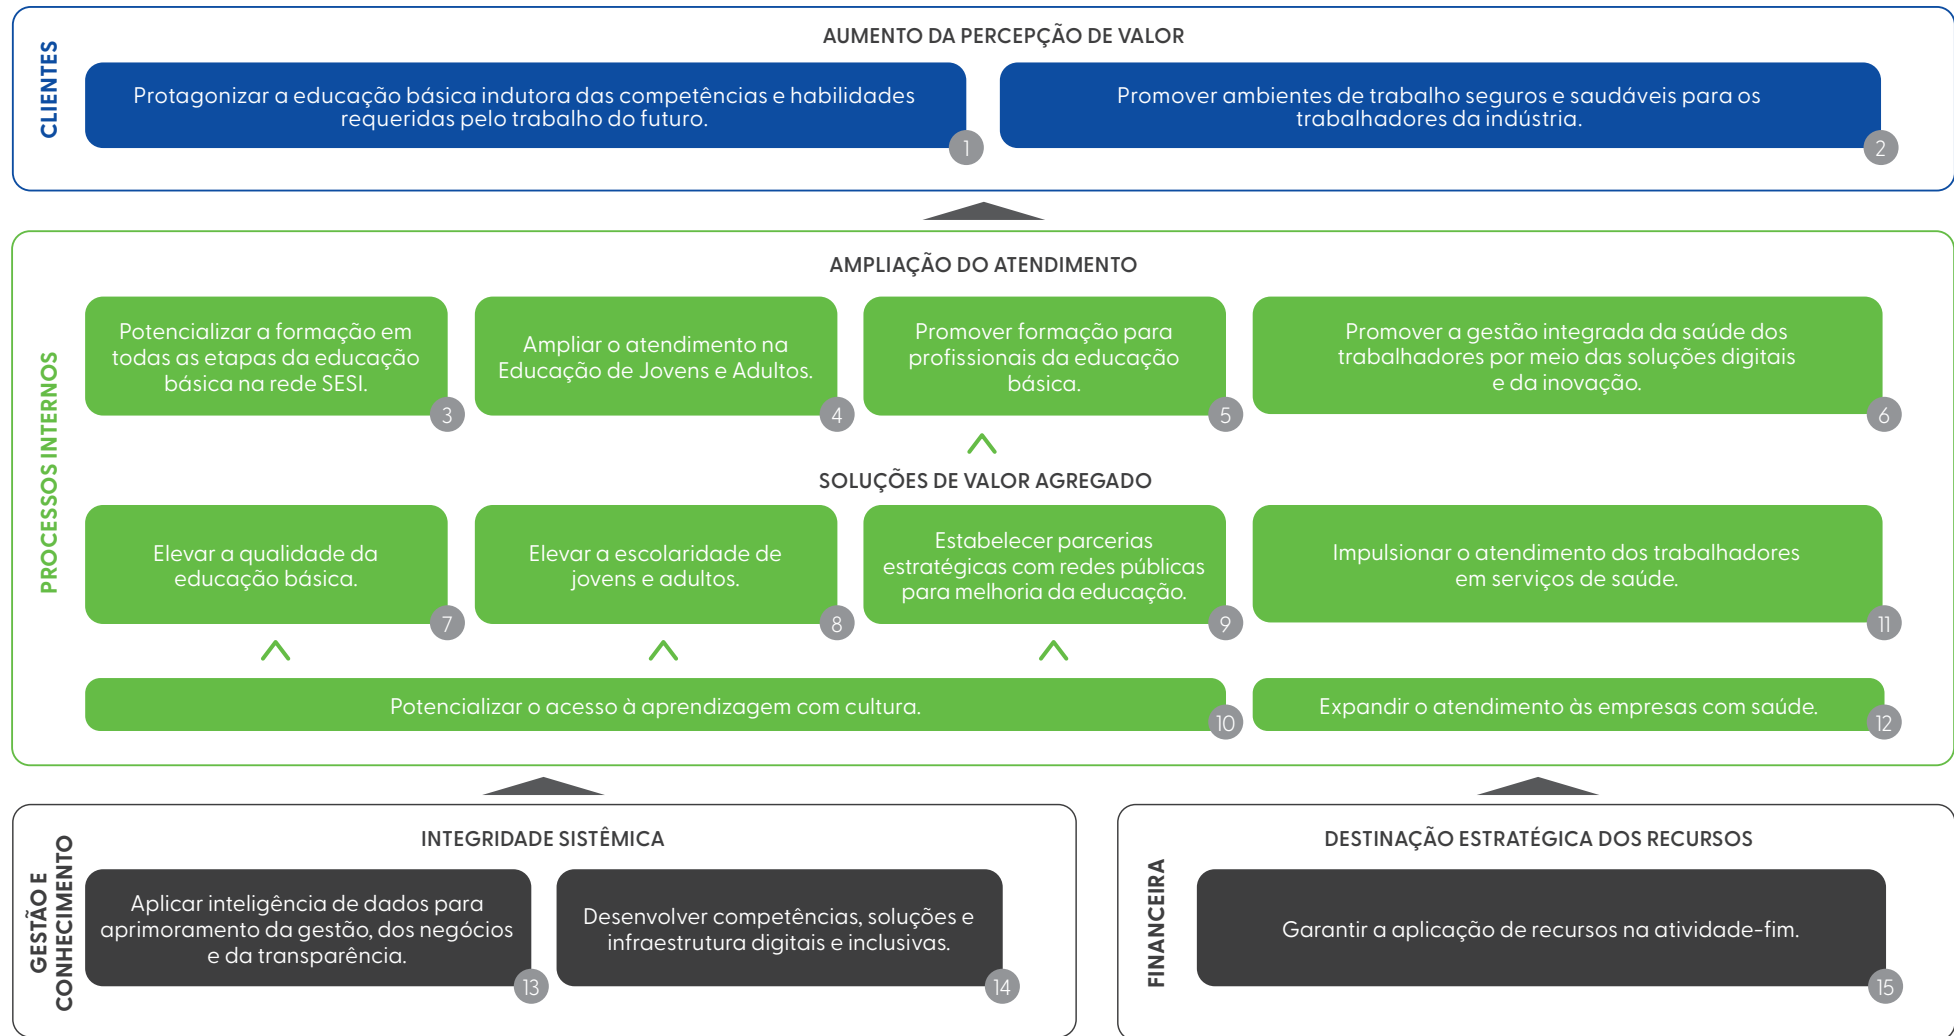 CLIENTES
AUMENTO DA PERCEPÇÃO DE VALOR
Protagonizar a educação básica indutora das competências e habilidades
requeridas pelo trabalho do futuro.
1
Promover ambientes de trabalho seguros e saudáveis para os
trabalhadores da indústria.
2
PROCESSOS INTERNOS
AMPLIAÇÃO DO ATENDIMENTO
Potencializar a formação em
todas as etapas da educação
básica na rede SESI.
3
Ampliar o atendimento na
Educação de Jovens e Adultos.
4
Promover formação para
profissionais da educação
básica.
5
Promover a gestão integrada da saúde dos
trabalhadores por meio das soluções digitais
e da inovação.
6
SOLUÇÕES DE VALOR AGREGADO
Elevar a qualidade da
educação básica.
7
Elevar a escolaridade de
jovens e adultos.
8
Estabelecer parcerias
estratégicas com redes públicas
para melhoria da educação.
9
Impulsionar o atendimento dos trabalhadores
em serviços de saúde.
11
Potencializar o acesso à aprendizagem com cultura.
10
Expandir o atendimento às empresas com saúde.
12
GESTÃO E
CONHECIMENTO
INTEGRIDADE SISTÊMICA
Aplicar inteligência de dados para
aprimoramento da gestão, dos negócios
e da transparência.
13
Desenvolver competências, soluções e
infraestrutura digitais e inclusivas.
14
FINANCEIRA
DESTINAÇÃO ESTRATÉGICA DOS RECURSOS
Garantir a aplicação de recursos na atividade-fim.
15